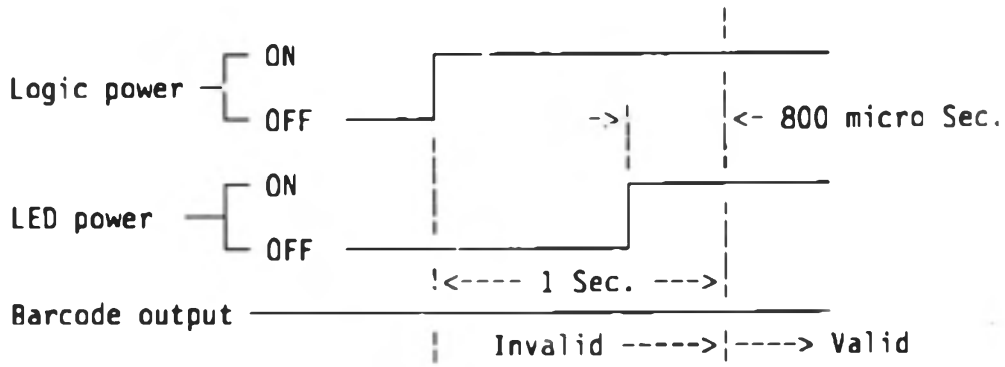 ON
Logic power
OFF
->
<- 800 micro Sec.
ON
LED power
OFF
!<---- 1 Sec. --->
Barcode output
Invalid ----->
----> Valid